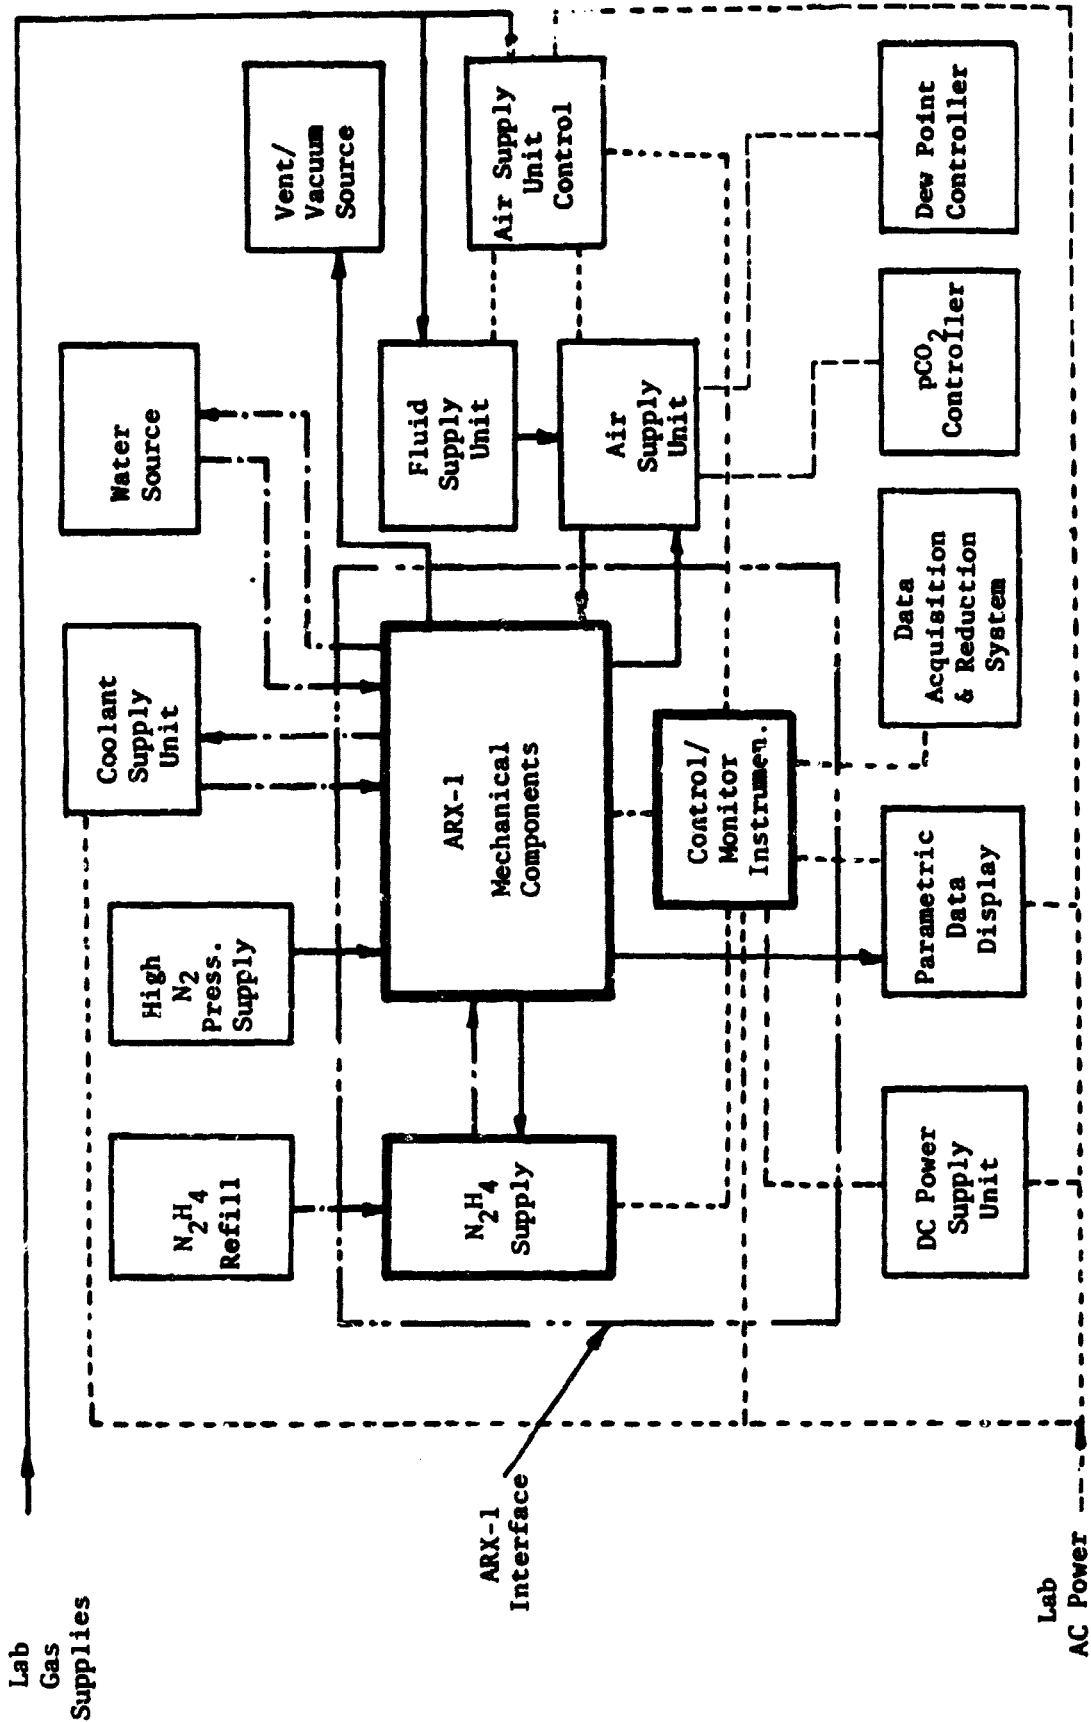 Lab
Gas
Supplies
N2H4
Refill
High
N2
Press.
Supply
Coolant
Supply
Unit
Water
Source
Vent/
Vacuum
Source
N2H4
Supply
ARX-1
Mechanical
Components
Fluid
Supply
Unit
Air Supply
Unit
Control
Air
Supply
Unit
Control/
Monitor
Instrumen.
ARX-1
Interface
DC Power
Supply
Unit
Parametric
Data
Display
Data
Acquisition
& Reduction
System
pCO2
Controller
Dew Point
Controller
Lab
AC Power